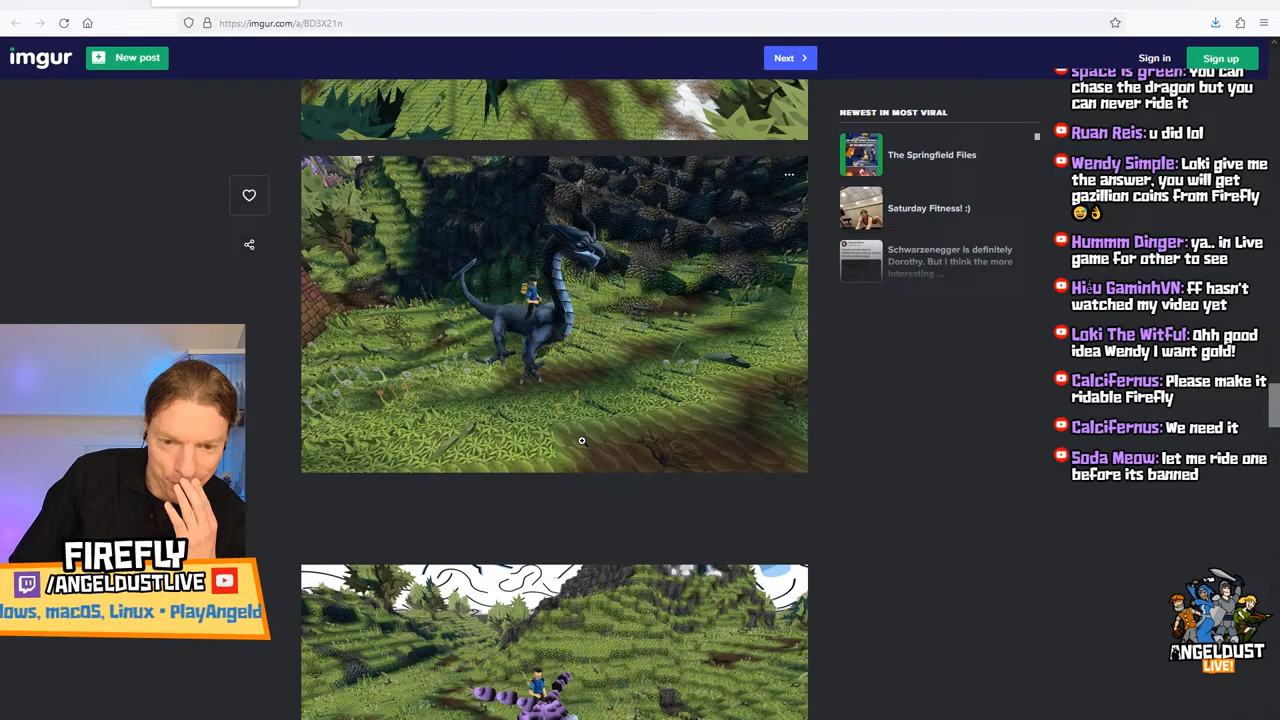 https://imgur.com/a/BD3X21n
imgur
New post
Next
Sign in
Sign up
NEWEST IN MOST VIRAL
The Springfield Files
Saturday Fitness! :)
Schwarzenegger is definitely
Dorothy. But I think the more
interesting ...
space is green: You can
chase the dragon but you
can never ride it
Ruan Reis: u did lol
Wendy Simple: Loki give me
the answer, you will get
gazillion coins from Firefly
😅👌
Hummm Dinger: ya.. in Live
game for other to see
Hiếu GaminhVN: ff hasn't
watched my video yet
Loki The Witful: Ohh good
idea Wendy I want gold!
Calcifernus: Please make it
ridable Firefly
Calcifernus: We need it
Soda Meow: let me ride one
before its banned
FIREFLY
/ANGELDUSTLIVE
lows, macOS, Linux • PlayAngeld
ANGELDUST
LIVE!